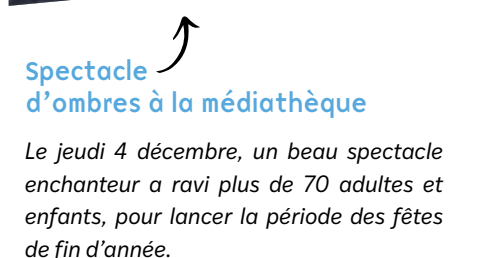 Spectacle
d’ombres à la médiathèque
Le jeudi 4 décembre, un beau spectacle
enchanteur a ravi plus de 70 adultes et
enfants, pour lancer la période des fêtes
de fin d’année.